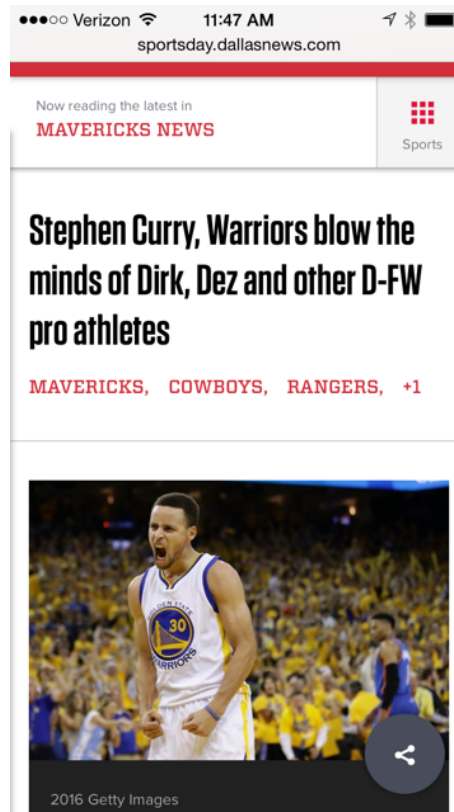 Verizon 11:47 AM
sportsday.dallasnews.com
Now reading the latest in
MAVERICKS NEWS
Sports
Stephen Curry, Warriors blow the
minds of Dirk, Dez and other D-FW
pro athletes
MAVERICKS, COWBOYS, RANGERS, +1
GOLDEN STATE
30
WARRIORS
2016 Getty Images